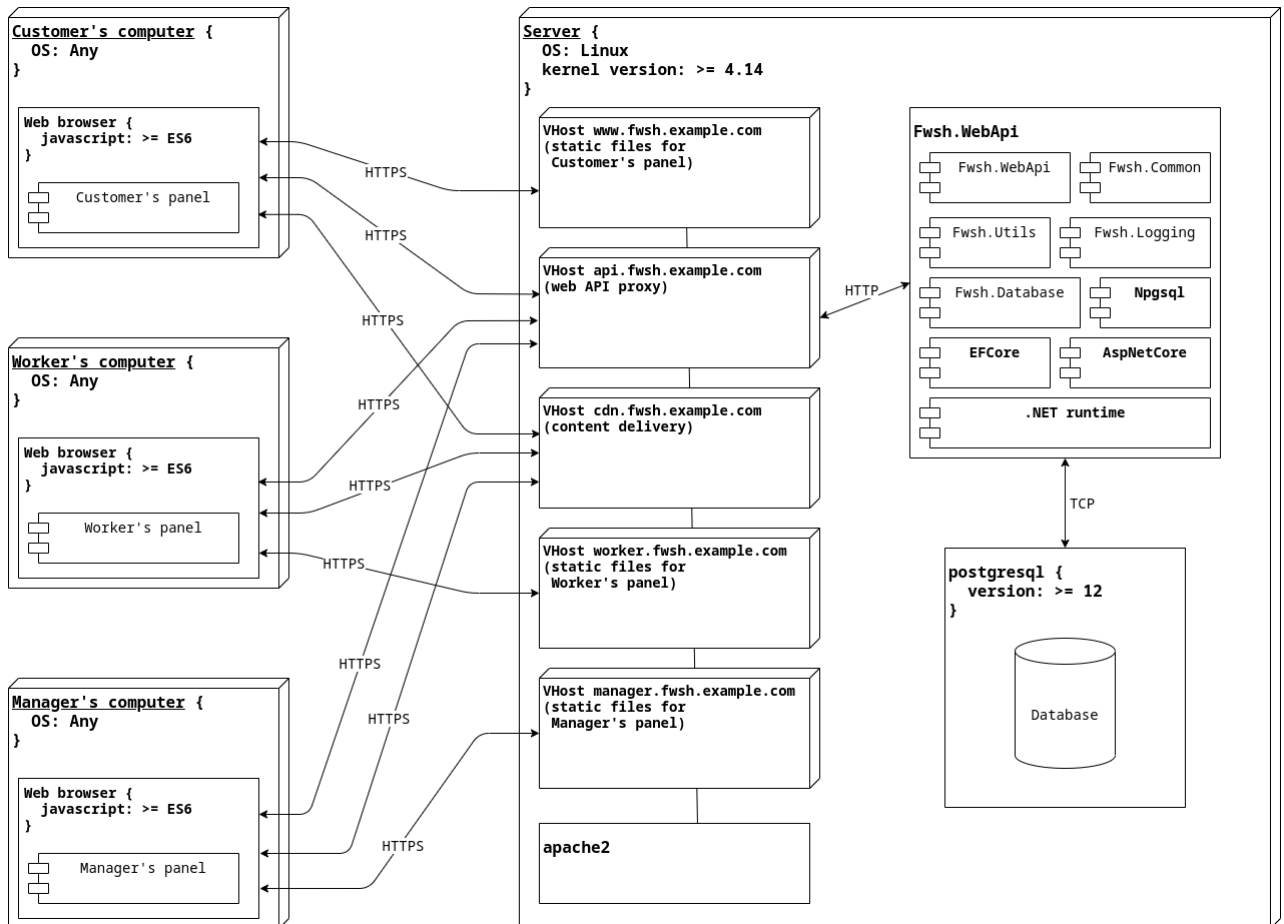 Customer's computer {
  OS: Any
}
Web browser {
  javascript: >= ES6
}
Customer's panel
Worker's computer {
  OS: Any
}
Web browser {
  javascript: >= ES6
}
Worker's panel
Manager's computer {
  OS: Any
}
Web browser {
  javascript: >= ES6
}
Manager's panel
HTTPS
HTTPS
HTTPS
HTTPS
HTTPS
HTTPS
HTTPS
HTTPS
HTTPS
Server {
  OS: Linux
  kernel version: >= 4.14
}
VHost www.fwsh.example.com
(static files for
 Customer's panel)
VHost api.fwsh.example.com
(web API proxy)
VHost cdn.fwsh.example.com
(content delivery)
VHost worker.fwsh.example.com
(static files for
 Worker's panel)
VHost manager.fwsh.example.com
(static files for
 Manager's panel)
apache2
HTTP
Fwsh.WebApi
Fwsh.WebApi
Fwsh.Common
Fwsh.Utils
Fwsh.Logging
Fwsh.Database
Npgsql
EFCore
AspNetCore
.NET runtime
TCP
postgresql {
  version: >= 12
}
Database